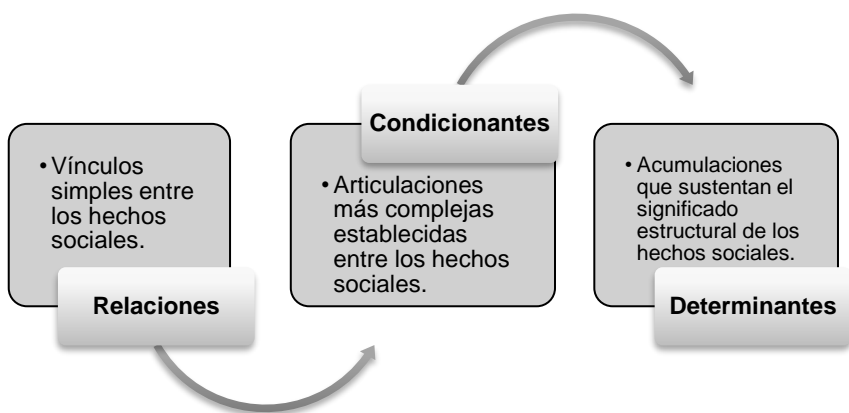 • Vínculos
simples entre
los hechos
sociales.
Relaciones
Condicionantes
• Articulaciones
más complejas
establecidas
entre los hechos
sociales.
• Acumulaciones
que sustentan el
significado
estructural de los
hechos sociales.
Determinantes